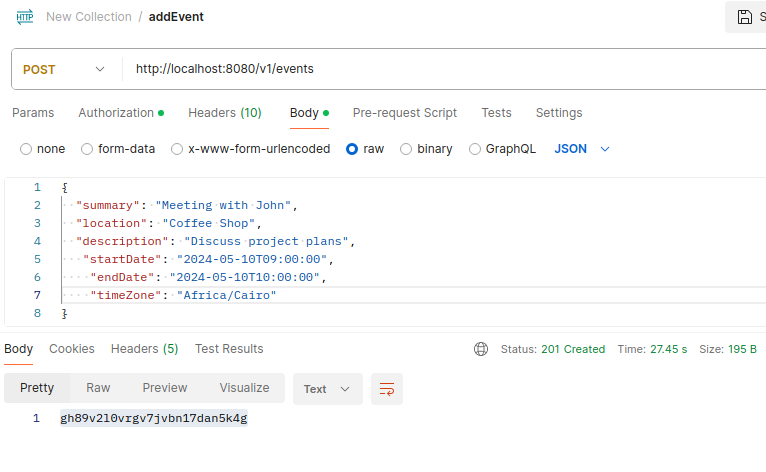 HTTP New Collection / addEvent S
POST http://localhost:8080/v1/events
Params Authorization Headers (10) Body Pre-request Script Tests Settings
none form-data x-www-form-urlencoded raw binary GraphQL JSON
1 {
2 "summary": "Meeting with John",
3 "location": "Coffee Shop",
4 "description": "Discuss project plans",
5 "startDate": "2024-05-10T09:00:00",
6 "endDate": "2024-05-10T10:00:00",
7 "timeZone": "Africa/Cairo"
8 }
Body Cookies Headers (5) Test Results Status: 201 Created Time: 27.45 s Size: 195 B
Pretty Raw Preview Visualize Text
1 gh89v2l0vrgv7jvbn17dan5k4g